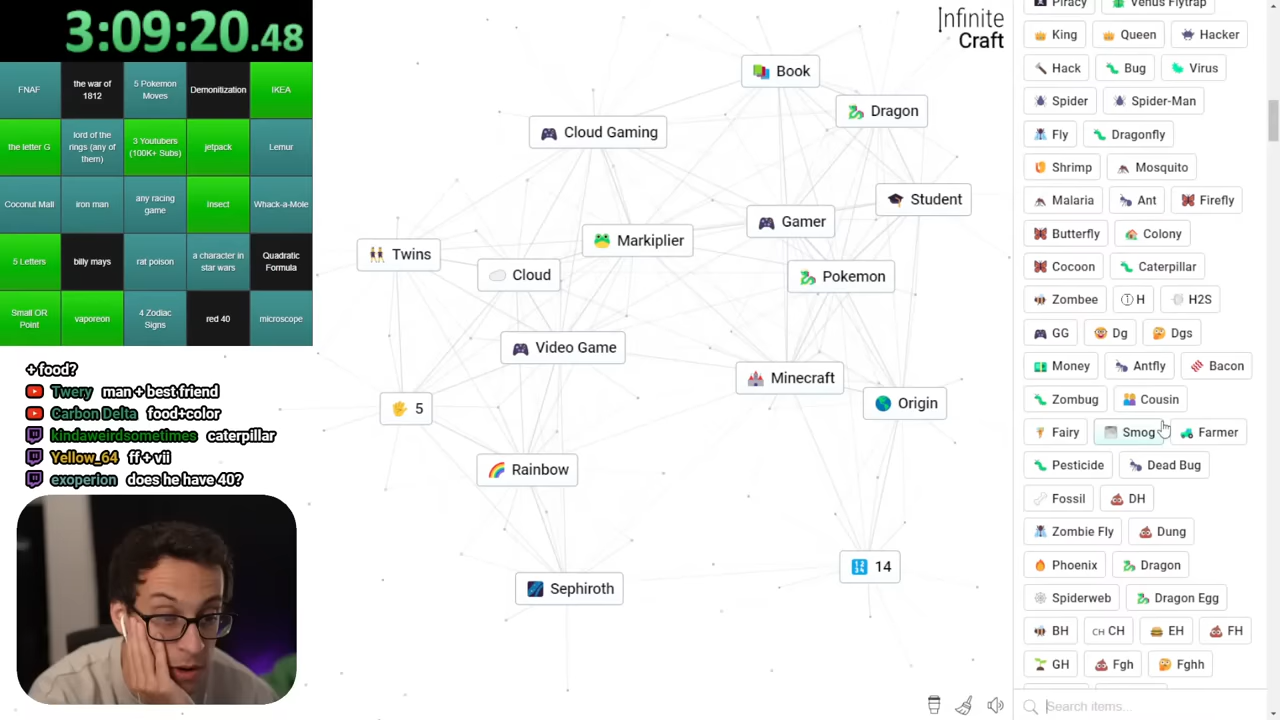 3:09:20.48
FNAF
the war of
1812
5 Pokemon
Moves
Demonitization
IKEA
the letter G
lord of the
rings (any of
them)
3 Youtubers
(100K+ Subs)
jetpack
Lemur
Coconut Mall
iron man
any racing
game
Insect
Whack-a-Mole
5 Letters
billy mays
rat poison
a character in
star wars
Quadratic
Formula
Small OR
Point
vaporeon
4 Zodiac
Signs
red 40
microscope
+ food?
Twery man + best friend
Carbon Delta food+color
kindaweirdsometimes caterpillar
Yellow_64 ff + vii
exoperion does he have 40?
Infinite
Craft
Book
Dragon
Cloud Gaming
Student
Gamer
Markiplier
Twins
Cloud
Pokemon
Video Game
Minecraft
5
Origin
Rainbow
14
Sephiroth
Piracy Venus Flytrap
King Queen Hacker
Hack Bug Virus
Spider Spider-Man
Fly Dragonfly
Shrimp Mosquito
Malaria Ant Firefly
Butterfly Colony
Cocoon Caterpillar
Zombee H H2S
GG Dg Dgs
Money Antfly Bacon
Zombug Cousin
Fairy Smog Farmer
Pesticide Dead Bug
Fossil DH
Zombie Fly Dung
Phoenix Dragon
Spiderweb Dragon Egg
BH CH CH EH FH
GH Fgh Fghh
Search items...